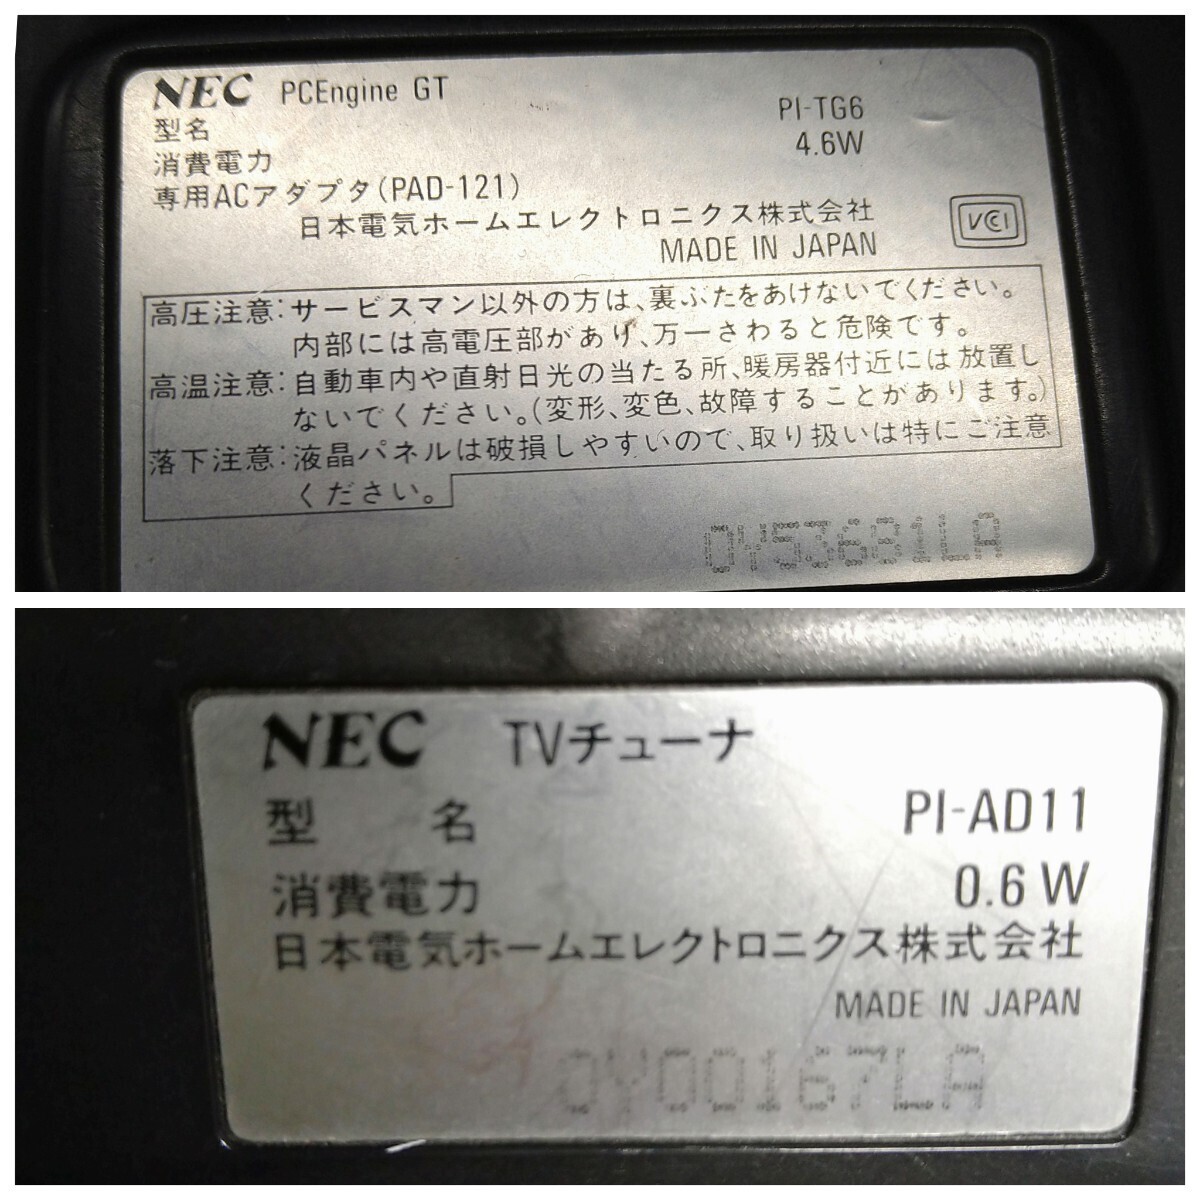 NEC PCEngine GT
型名 PI-TG6
消費電力 4.6W
専用ACアダプタ(PAD-121)
日本電気ホームエレクトロニクス株式会社
MADE IN JAPAN
VCCI
高圧注意:サービスマン以外の方は、裏ぶたをあけないでください。
内部には高電圧部があり、万一さわると危険です。
高温注意:自動車内や直射日光の当たる所、暖房器付近には放置し
ないでください。(変形、変色、故障することがあります。)
落下注意:液晶パネルは破損しやすいので、取り扱いは特にご注意
ください。
NEC TVチューナ
型名 PI-AD11
消費電力 0.6W
日本電気ホームエレクトロニクス株式会社
MADE IN JAPAN
0Y00167LA